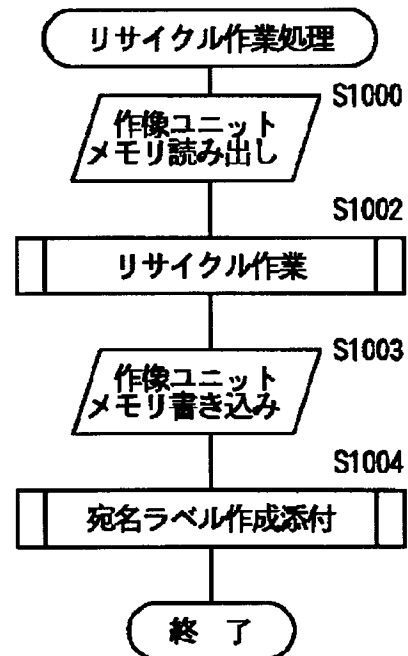 リサイクル作業処理
S1000
作像ユニット
メモリ読み出し
S1002
リサイクル作業
S1003
作像ユニット
メモリ書き込み
S1004
宛名ラベル作成添付
終 了